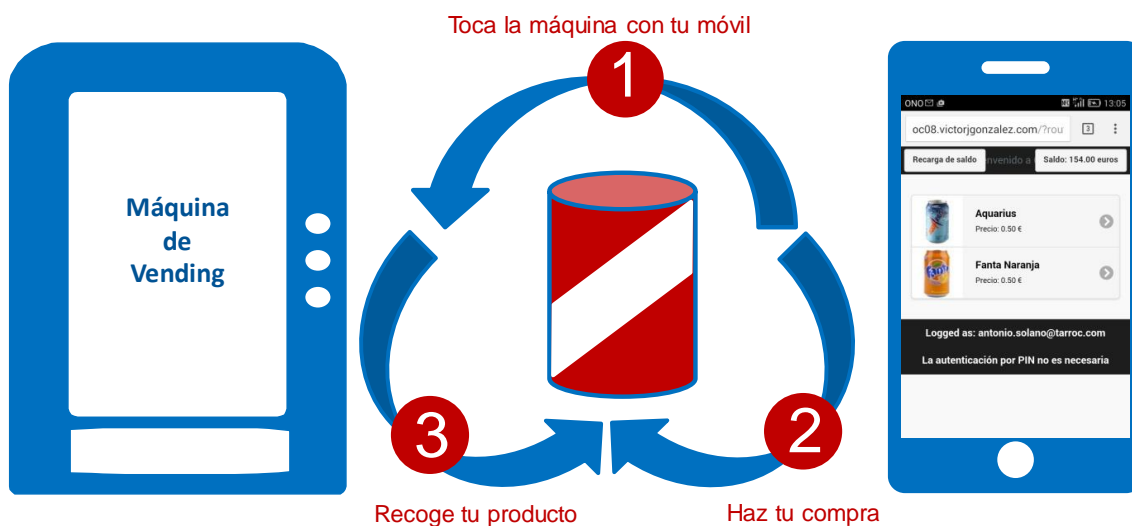 Toca la máquina con tu móvil
1
Máquina
de
Vending
3
2
Recoge tu producto
Haz tu compra
ONO
13:05
oc08.victorjgonzalez.com/?rou
3
Recarga de saldo
envenido a
Saldo: 154.00 euros
Aquarius
Precio: 0.50 €
Fanta Naranja
Precio: 0.50 €
Logged as: antonio.solano@tarroc.com
La autenticación por PIN no es necesaria